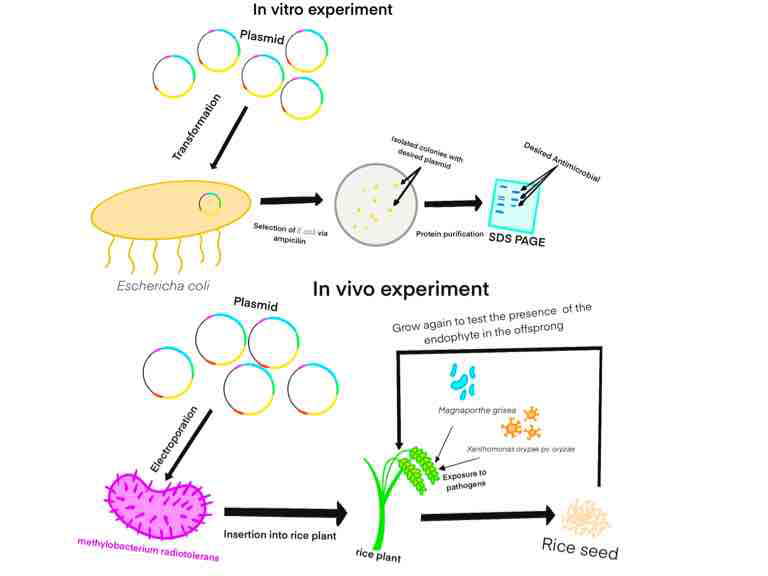 In vitro experiment
Plasmid
Transformation
Isolated colonies with
desired plasmid
Desired Antimicrobial
Selection of E coli via
ampicilin
Protein purification
SDS PAGE
Eschericha coli
In vivo experiment
Plasmid
Grow again to test the presence of the
endophyte in the offsprong
Magnaporthe grisea
Xanthomonas oryzae pv. oryzae
Electroporation
Exposure to
pathogens
Insertion into rice plant
methylobacterium radiotolerans
rice plant
Rice seed